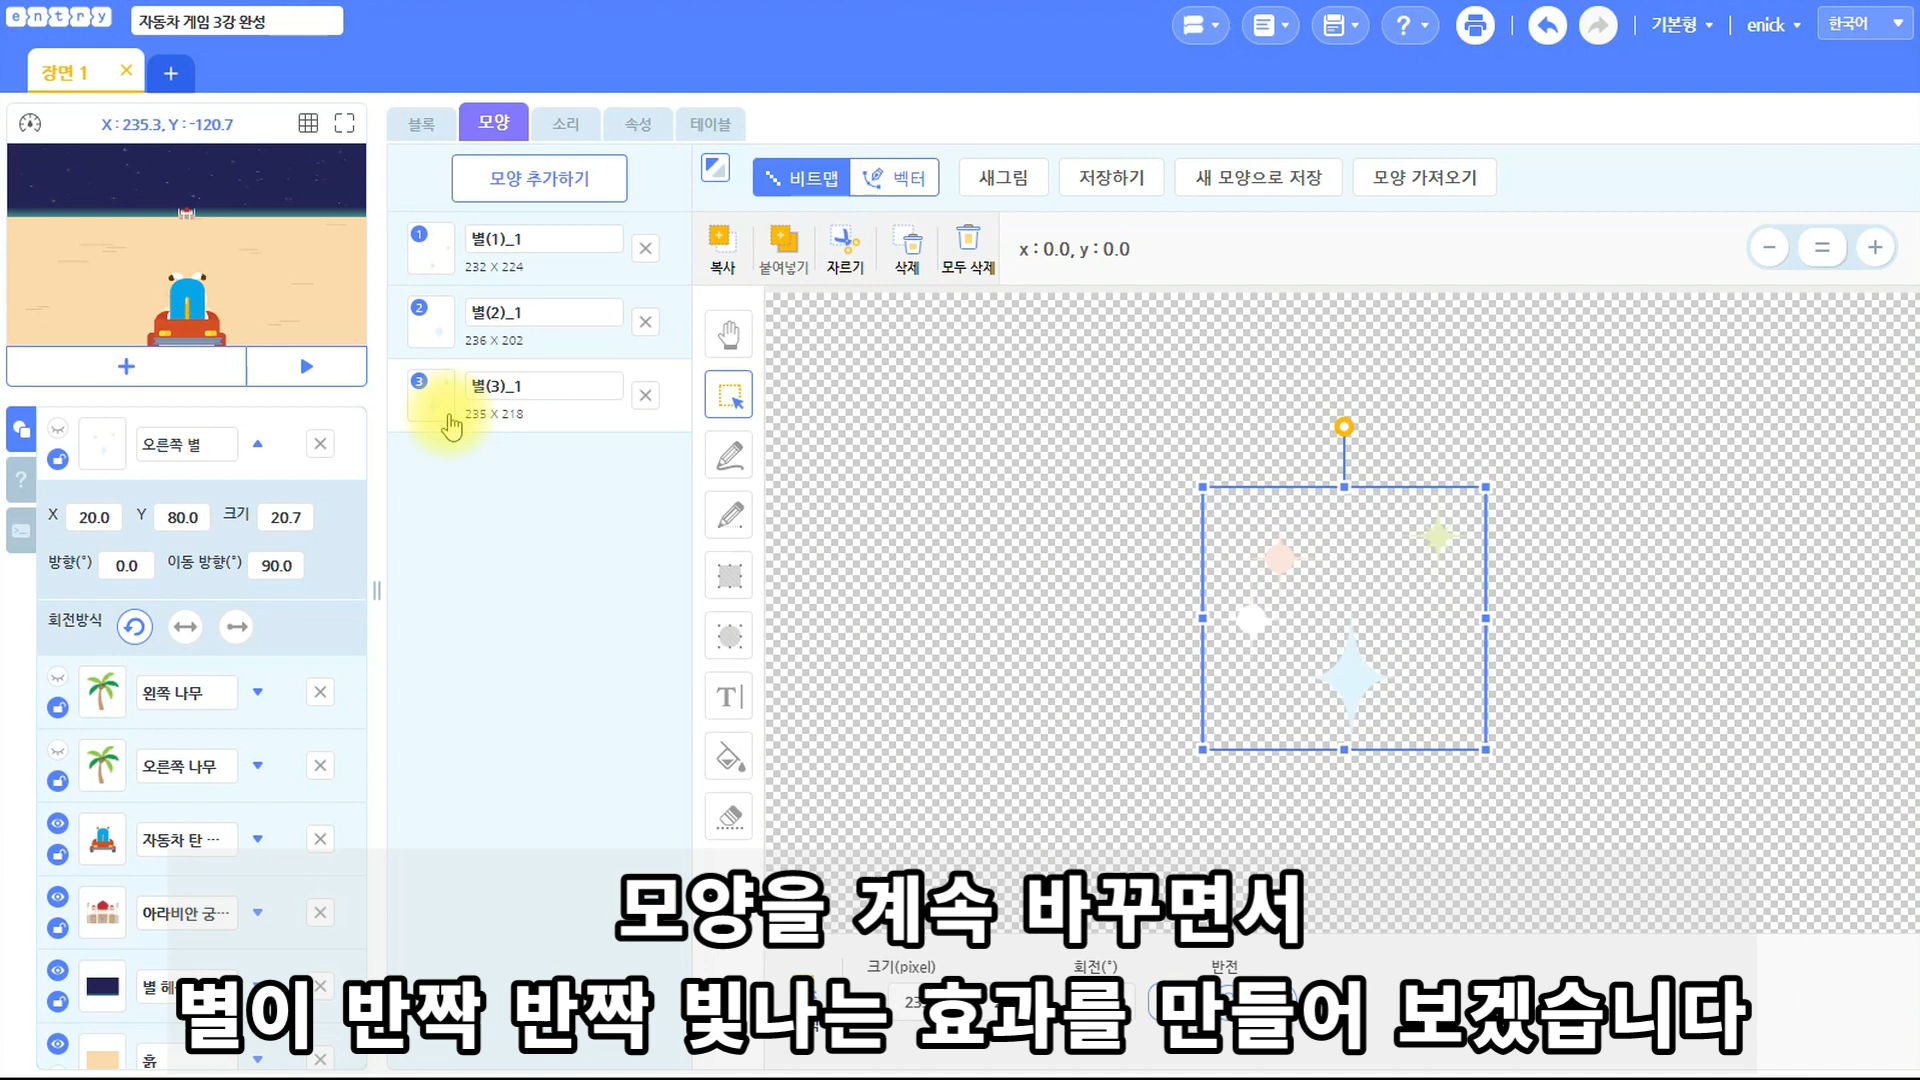 entry
자동차 게임 3강 완성
기본형
enick
한국어
장면 1
X : 235.3, Y : -120.7
블록
모양
소리
속성
테이블
모양 추가하기
비트맵
벡터
새그림
저장하기
새 모양으로 저장
모양 가져오기
1
별(1)_1
232 X 224
2
별(2)_1
236 X 202
3
별(3)_1
235 X 218
복사
붙여넣기
자르기
삭제
모두 삭제
x : 0.0, y : 0.0
오른쪽 별
X 20.0 Y 80.0 크기 20.7
방향(°) 0.0 이동 방향(°) 90.0
회전방식
왼쪽 나무
오른쪽 나무
자동차 탄 ···
아라비안 궁···
흙
크기(pixel)
회전(°)
반전
모양을 계속 바꾸면서
별이 반짝 반짝 빛나는 효과를 만들어 보겠습니다